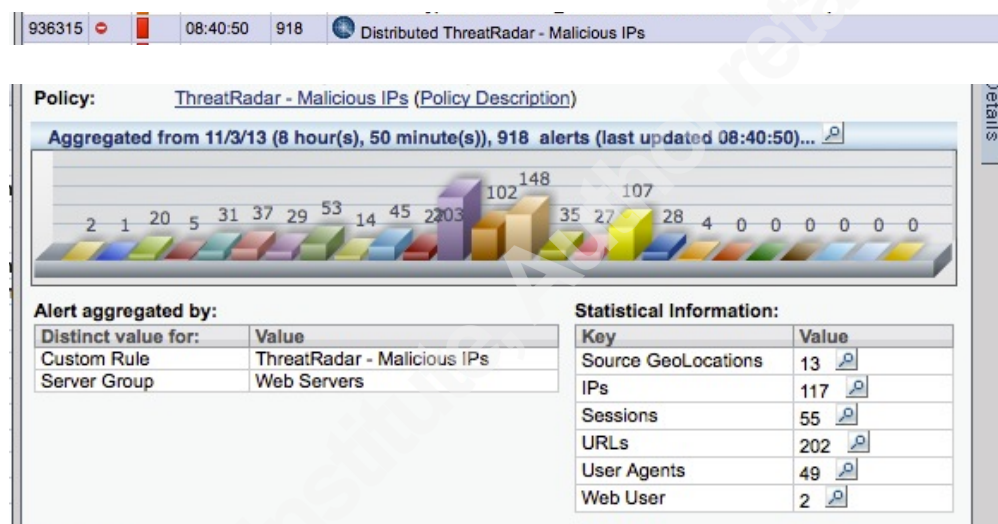 936315 08:40:50 918 Distributed ThreatRadar - Malicious IPs
Policy: ThreatRadar - Malicious IPs (Policy Description)
Details
Aggregated from 11/3/13 (8 hour(s), 50 minute(s)), 918 alerts (last updated 08:40:50)...
2 1 20 5 31 37 29 53 14 45 203 102 148 35 27 107 28 4 0 0 0 0 0 0
Alert aggregated by:
Distinct value for: Value
Custom Rule ThreatRadar - Malicious IPs
Server Group Web Servers
Statistical Information:
Key Value
Source GeoLocations 13
IPs 117
Sessions 55
URLs 202
User Agents 49
Web User 2